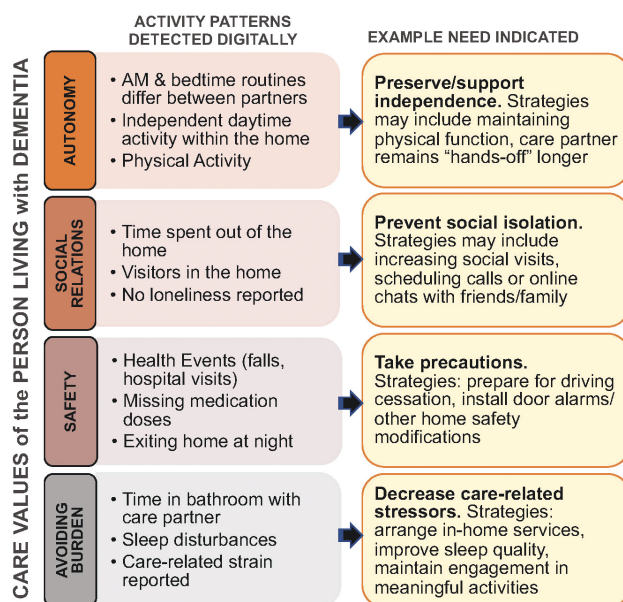 ACTIVITY PATTERNS
DETECTED DIGITALLY
EXAMPLE NEED INDICATED
CARE VALUES of the PERSON LIVING with DEMENTIA
AUTONOMY
• AM & bedtime routines
differ between partners
• Independent daytime
activity within the home
• Physical Activity
Preserve/support
independence. Strategies
may include maintaining
physical function, care partner
remains “hands-off” longer
SOCIAL
RELATIONS
• Time spent out of the
home
• Visitors in the home
• No loneliness reported
Prevent social isolation.
Strategies may include
increasing social visits,
scheduling calls or online
chats with friends/family
SAFETY
• Health Events (falls,
hospital visits)
• Missing medication
doses
• Exiting home at night
Take precautions.
Strategies: prepare for driving
cessation, install door alarms/
other home safety
modifications
AVOIDING
BURDEN
• Time in bathroom with
care partner
• Sleep disturbances
• Care-related strain
reported
Decrease care-related
stressors. Strategies:
arrange in-home services,
improve sleep quality,
maintain engagement in
meaningful activities